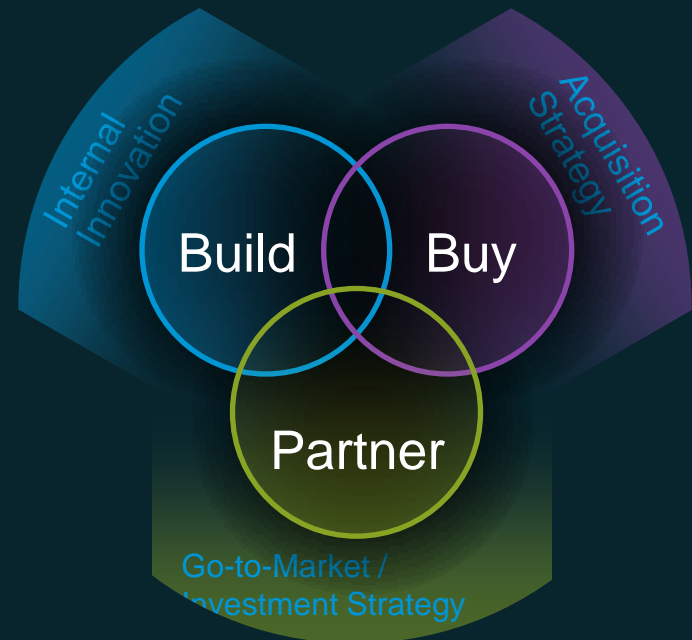 Internal
Innovation
Acquisition
Strategy
Build
Buy
Partner
Go-to-Market /
Investment Strategy